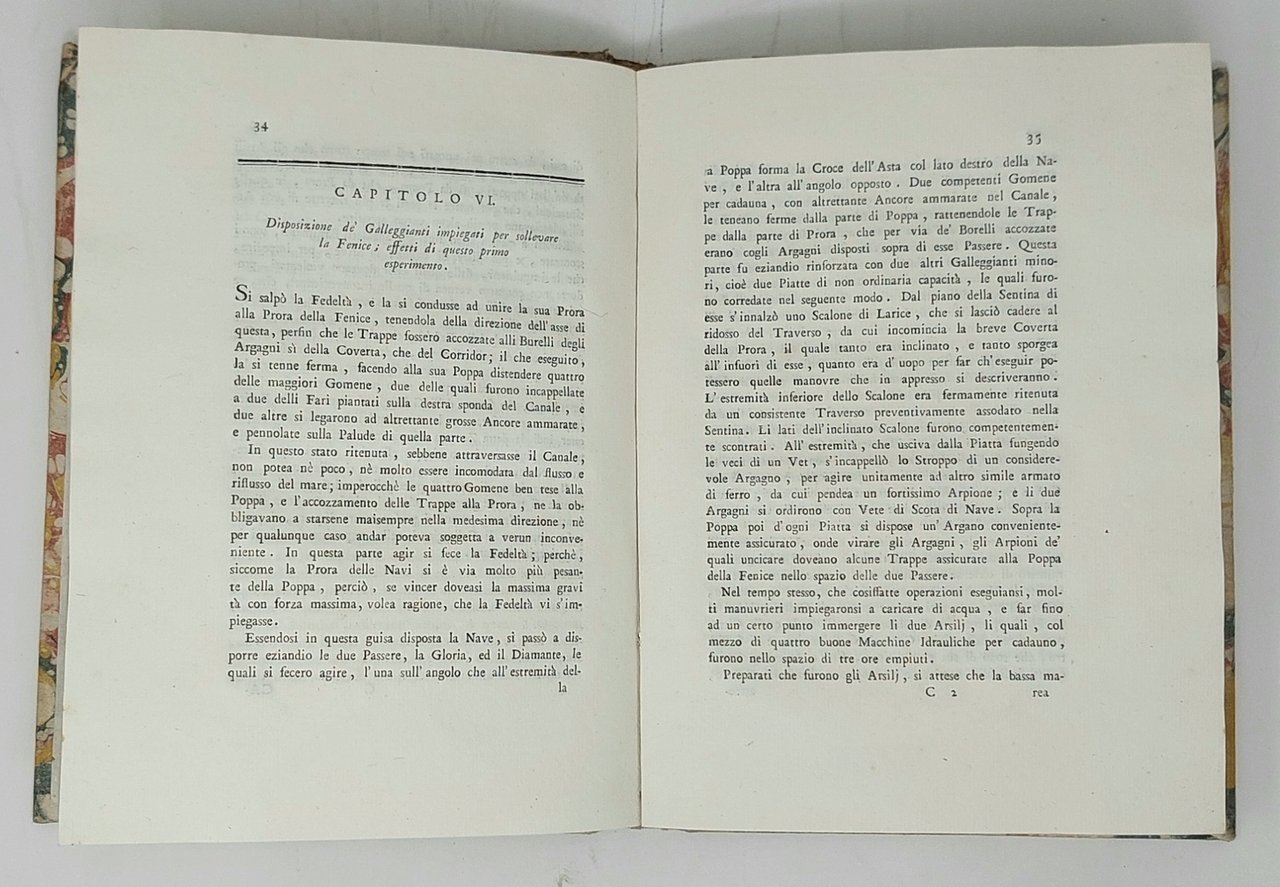 34
CAPITOLO VI.
Disposizione dè Galleggianti impiegati per sollevare
la Fenice; effetti di questo primo
esperimento.
Si salpò la Fedeltà, e la si condusse ad unire la sua Prora
alla Prora della Fenice, tenendola della direzione dell'asse di
questa, perfin che le Trappe fossero accozzate alli Burelli degli
Argagni sì della Coverta, che del Corridor; il che eseguito,
la si tenne ferma, facendo alla sua Poppa distendere quattro
delle maggiori Gomene, due delle quali furono incappellate
a due delli Fari piantati sulla destra sponda del Canale, e
due altre si legarono ad altrettante grosse Ancore ammarate,
e pennolate sulla Palude di quella parte.
In questo stato ritenuta, sebbene attraversasse il Canale,
non potea nè poco, nè molto essere incomodata dal flusso e
riflusso del mare; imperocchè le quattro Gomene ben tese alla
Poppa, e l'accozzamento delle Trappe alla Prora, ne la ob-
bligavano a starsene maisempre nella medesima direzione, nè
per qualunque caso andar poteva soggetta a verun inconve-
niente. In questa parte agir si fece la Fedeltà; perchè,
siccome la Prora delle Navi si è via molto più pesan-
te della Poppa, perciò, se vincer doveasi la massima gravi
tà con forza massima, volea ragione, che la Fedeltà vi s'im-
piegasse.
Essendosi in questa guisa disposta la Nave, si passò a dis-
porre eziandio le due Passere, la Gloria, ed il Diamante, le
quali si fecero agire, l'una sull'angolo che all'estremità del-
la
35
a Poppa forma la Croce dell'Asta col lato destro della Na-
ve, e l'altra all'angolo opposto. Due competenti Gomene
per cadauna, con altrettante Ancore ammarate nel Canale,
le teneano ferme dalla parte di Poppa, rattenendole le Trap-
pe dalla parte di Prora, che per via de' Borelli accozzate
erano cogli Argagni disposti sopra di esse Passere. Questa
parte fu eziandio rinforzata con due altri Galleggianti mino-
ri, cioè due Piatte di non ordinaria capacità, le quali furo-
no corredate nel seguente modo. Dal piano della Sentina di
esse s'innalzò uno Scalone di Larice, che si lasciò cadere al
ridosso del Traverso, da cui incomincia la breve Coverta
della Prora, il quale tanto era inclinato, e tanto sporgea
all'infuori di esse, quanto era d'uopo per far ch'eseguir po-
tessero quelle manovre che in appresso si descriveranno.
L'estremità inferiore dello Scalone era fermamente ritenuta
da un consistente Traverso preventivamente assodato nella
Sentina. Li lati dell'inclinato Scalone furono competentemen-
te scontrati. All'estremità, che usciva dalla Piatta fungendo
le veci di un Vet, s'incappellò lo Stroppo di un considere-
vole Argagno, per agire unitamente ad altro simile armato
di ferro, da cui pendea un fortissimo Arpione; e li due
Argagni si ordirono con Vete di Scota di Nave. Sopra la
Poppa poi d'ogni Piatta si dispose un'Argano conveniente-
mente assicurato, onde virare gli Argagni, gli Arpioni de'
quali uncicare doveano alcune Trappe assicurate alla Poppa
della Fenice nello spazio delle due Passere.
Nel tempo stesso, che cosiffatte operazioni eseguiansi, mol-
ti manuvrieri impiegaronsi a caricare di acqua, e far fino
ad un certo punto immergere li due Arsilj, li quali, col
mezzo di quattro buone Macchine Idrauliche per cadauno,
furono nello spazio di tre ore empiuti.
Preparati che furono gli Arsilj, si attese che la bassa ma-
C 2
rea